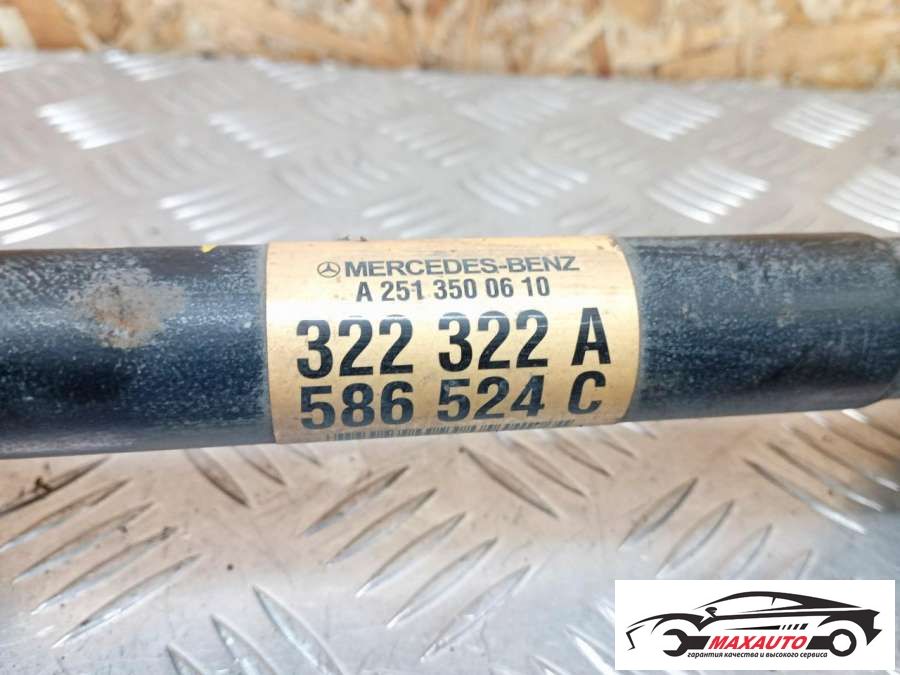 MERCEDES-BENZ
A 251 350 06 10
322 322 A
586 524 C
MAXAUTO
гарантия качества и высокого сервиса